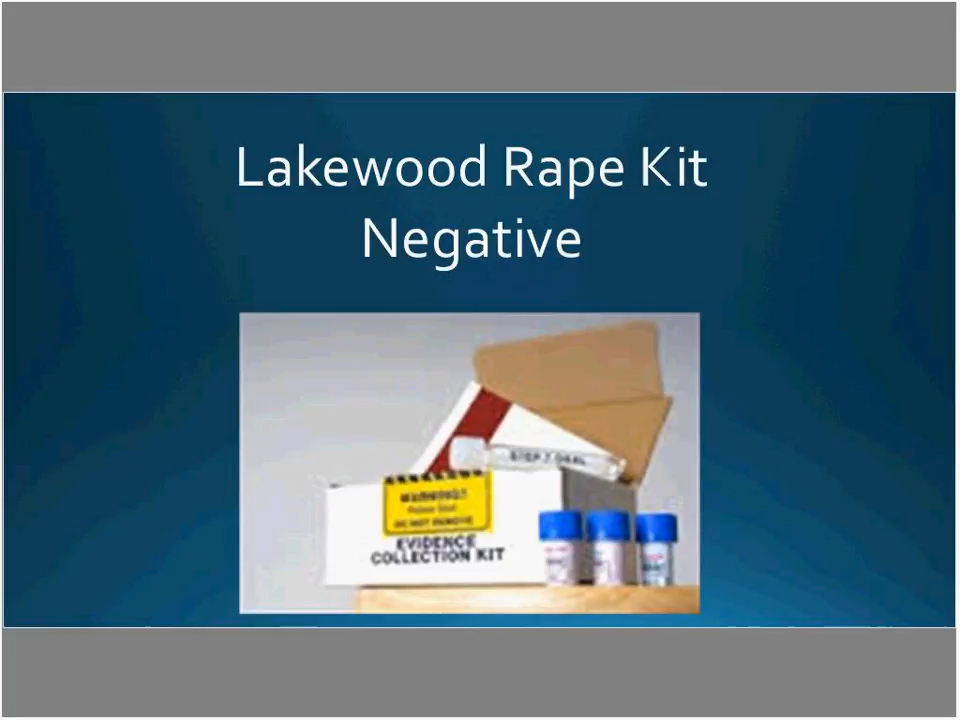 Lakewood Rape Kit
Negative
WARNING!!
DO NOT REMOVE
EVIDENCE
COLLECTION KIT